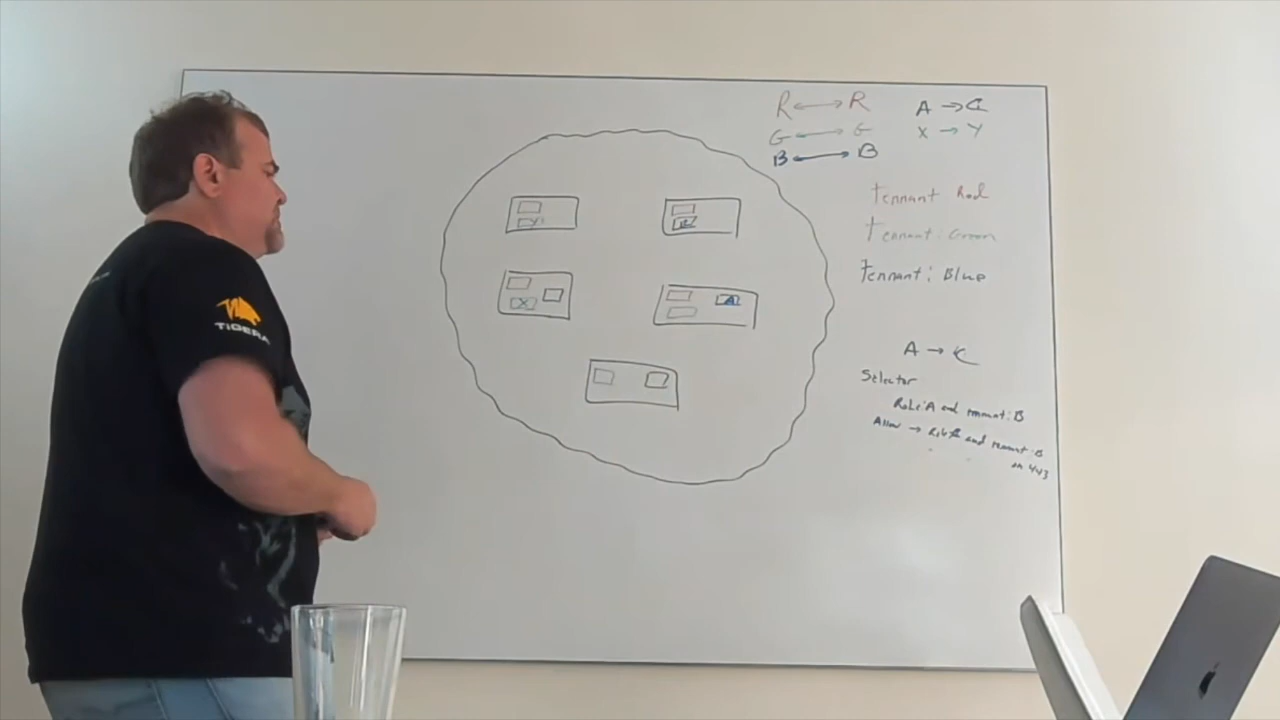 R ↔ R
G ↔ G
B ↔ B
A → C
X → Y
Tennant Red
Tennant: Green
Tennant: Blue
Y
X
A
A → C
Selector
Role: A and tennant: B
Allow → Role and tennant: B
on 443
TIGERA